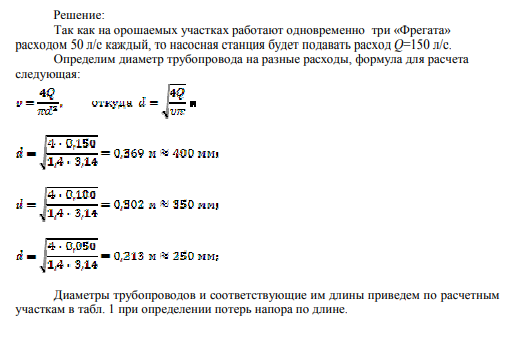 Решение:
Так как на орошаемых участках работают одновременно три «Фрегата»
расходом 50 л/с каждый, то насосная станция будет подавать расход Q=150 л/с.
Определим диаметр трубопровода на разные расходы, формула для расчета
следующая:
v = 4Q/πd², откуда d = √(4Q/vπ) м
d = √(4 · 0,150/1,4 · 3,14) = 0,369 м ≈ 400 мм;
d = √(4 · 0,100/1,4 · 3,14) = 0,302 м ≈ 350 мм;
d = √(4 · 0,050/1,4 · 3,14) = 0,213 м ≈ 250 мм;
Диаметры трубопроводов и соответствующие им длины приведем по расчетным
участкам в табл. 1 при определении потерь напора по длине.